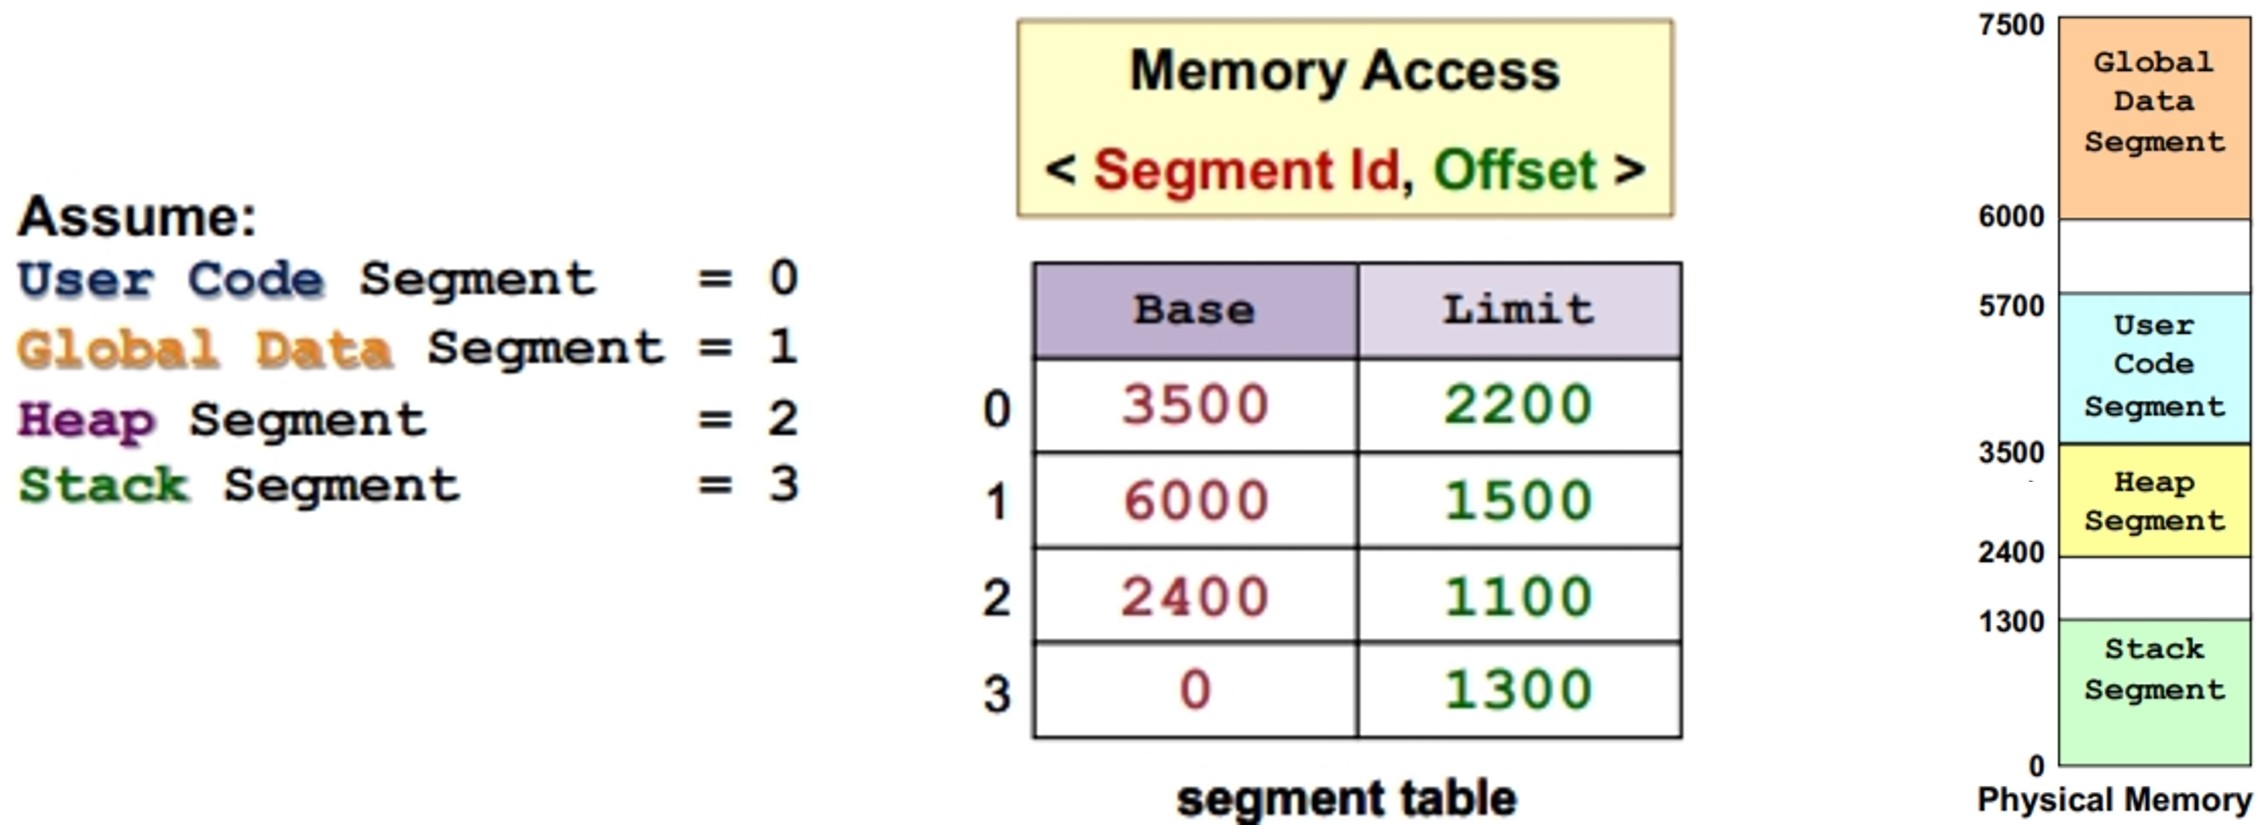 Assume:
User Code Segment = 0
Global Data Segment = 1
Heap Segment = 2
Stack Segment = 3
Memory Access
< Segment Id, Offset >
Base Limit
0 3500 2200
1 6000 1500
2 2400 1100
3 0 1300
segment table
7500
Global
Data
Segment
6000
5700
User
Code
Segment
3500
Heap
Segment
2400
1300
Stack
Segment
0
Physical Memory